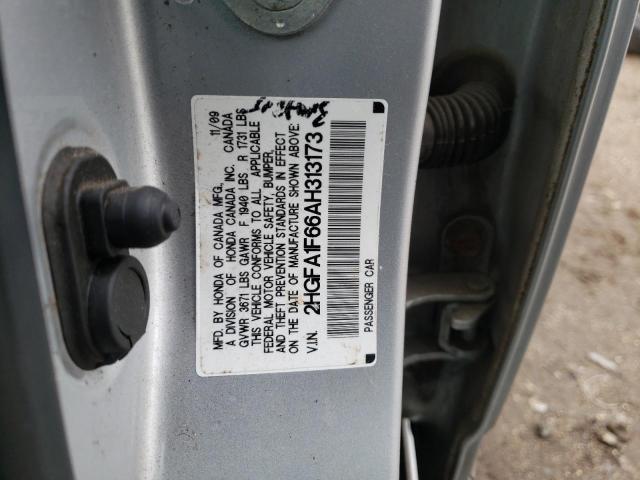 MFD. BY HONDA OF CANADA MFG. 11/09
A DIVISION OF HONDA CANADA INC. CANADA
GVWR 3671 LBS GAWR F 1940 LBS R 1731 LBS
THIS VEHICLE CONFORMS TO ALL APPLICABLE
FEDERAL MOTOR VEHICLE SAFETY, BUMPER,
AND THEFT PREVENTION STANDARDS IN EFFECT
ON THE DATE OF MANUFACTURE SHOWN ABOVE.
V.I.N. 2HGFA1F66AH313173
PASSENGER CAR